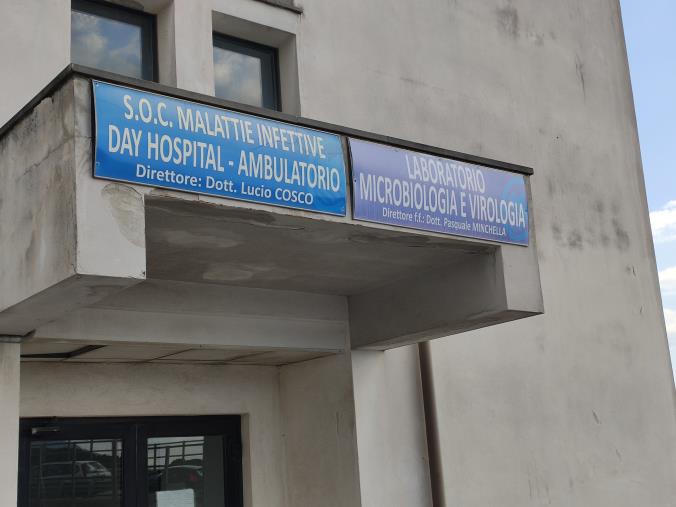 S.O.C. MALATTIE INFETTIVE
DAY HOSPITAL - AMBULATORIO
Direttore: Dott. Lucio COSCO
LABORATORIO
MICROBIOLOGIA E VIROLOGIA
Direttore f.f.: Dott. Pasquale MINCHELLA